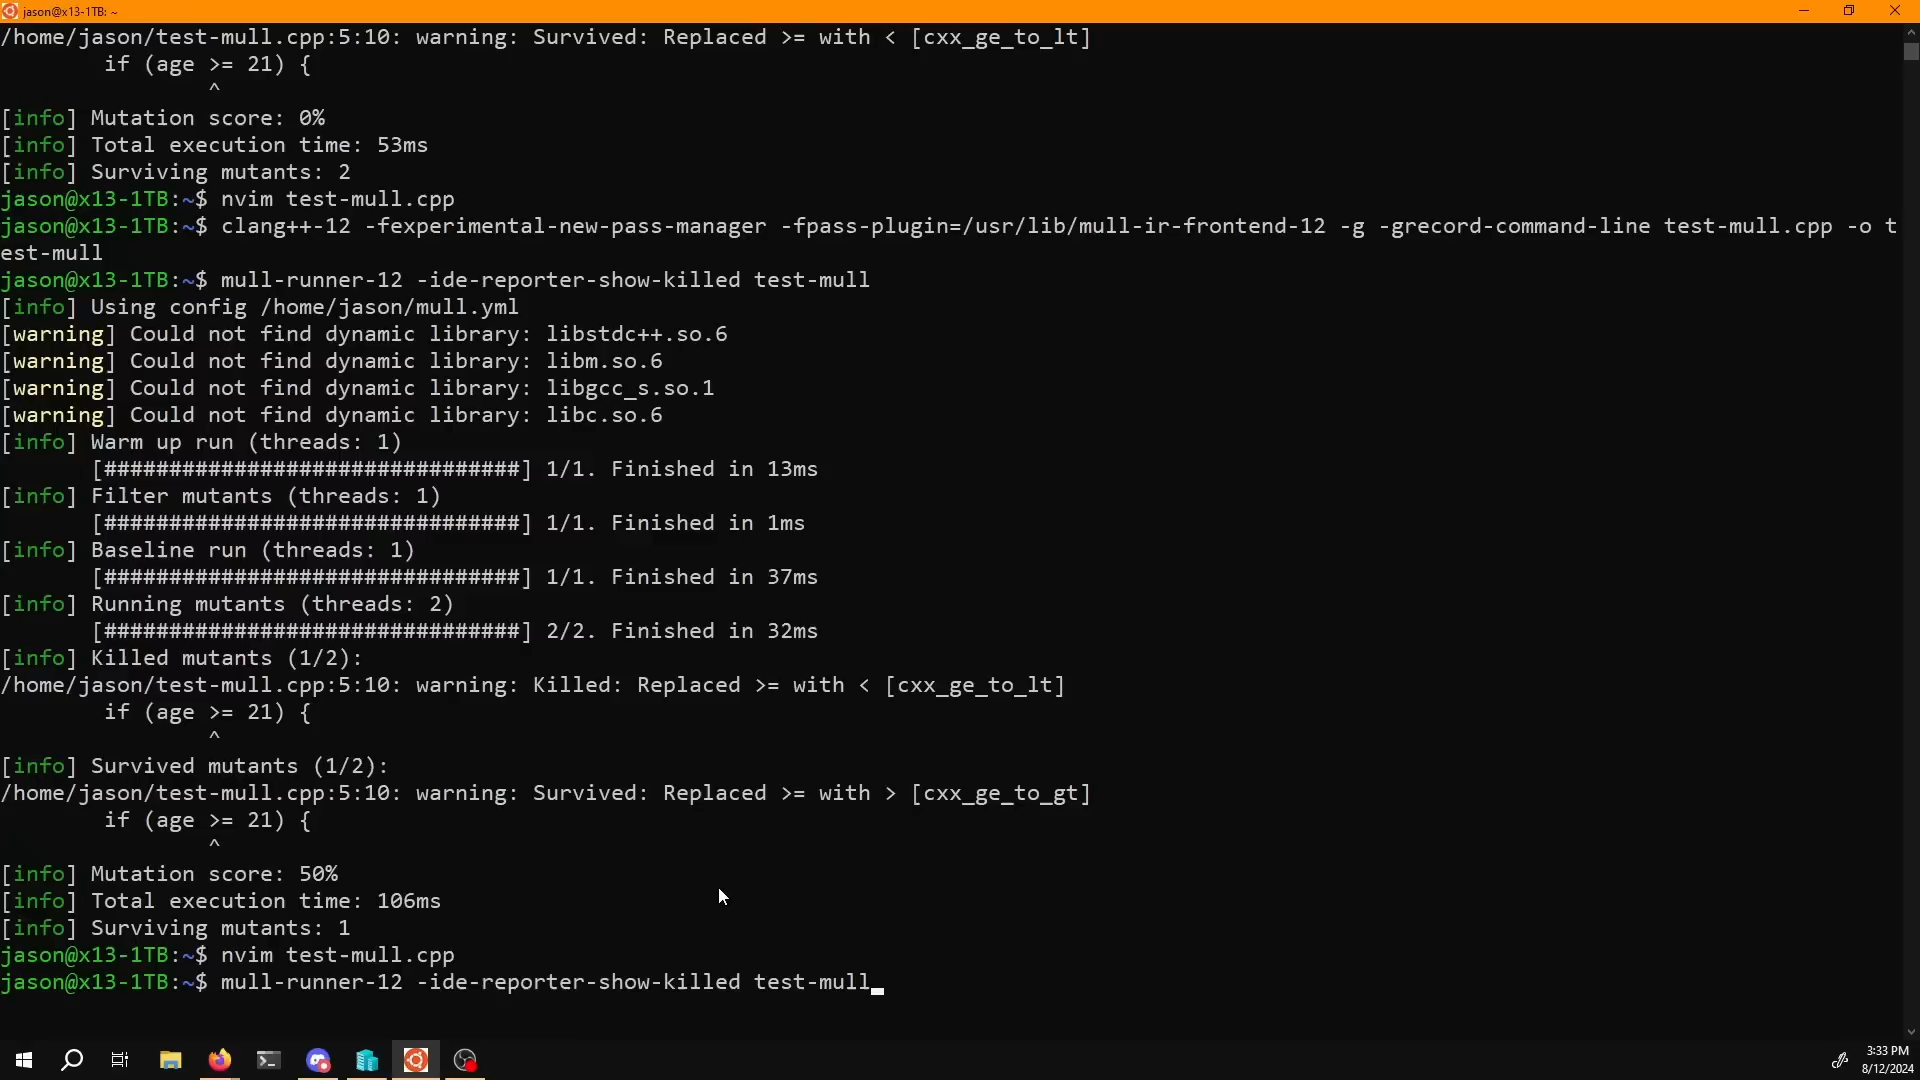 jason@x13-1TB: ~
/home/jason/test-mull.cpp:5:10: warning: Survived: Replaced >= with < [cxx_ge_to_lt]
        if (age >= 21) {
                ^
[info] Mutation score: 0%
[info] Total execution time: 53ms
[info] Surviving mutants: 2
jason@x13-1TB:~$ nvim test-mull.cpp
jason@x13-1TB:~$ clang++-12 -fexperimental-new-pass-manager -fpass-plugin=/usr/lib/mull-ir-frontend-12 -g -grecord-command-line test-mull.cpp -o t
est-mull
jason@x13-1TB:~$ mull-runner-12 -ide-reporter-show-killed test-mull
[info] Using config /home/jason/mull.yml
[warning] Could not find dynamic library: libstdc++.so.6
[warning] Could not find dynamic library: libm.so.6
[warning] Could not find dynamic library: libgcc_s.so.1
[warning] Could not find dynamic library: libc.so.6
[info] Warm up run (threads: 1)
       [################################] 1/1. Finished in 13ms
[info] Filter mutants (threads: 1)
       [################################] 1/1. Finished in 1ms
[info] Baseline run (threads: 1)
       [################################] 1/1. Finished in 37ms
[info] Running mutants (threads: 2)
       [################################] 2/2. Finished in 32ms
[info] Killed mutants (1/2):
/home/jason/test-mull.cpp:5:10: warning: Killed: Replaced >= with < [cxx_ge_to_lt]
        if (age >= 21) {
                ^
[info] Survived mutants (1/2):
/home/jason/test-mull.cpp:5:10: warning: Survived: Replaced >= with > [cxx_ge_to_gt]
        if (age >= 21) {
                ^
[info] Mutation score: 50%
[info] Total execution time: 106ms
[info] Surviving mutants: 1
jason@x13-1TB:~$ nvim test-mull.cpp
jason@x13-1TB:~$ mull-runner-12 -ide-reporter-show-killed test-mull
3:33 PM
8/12/2024